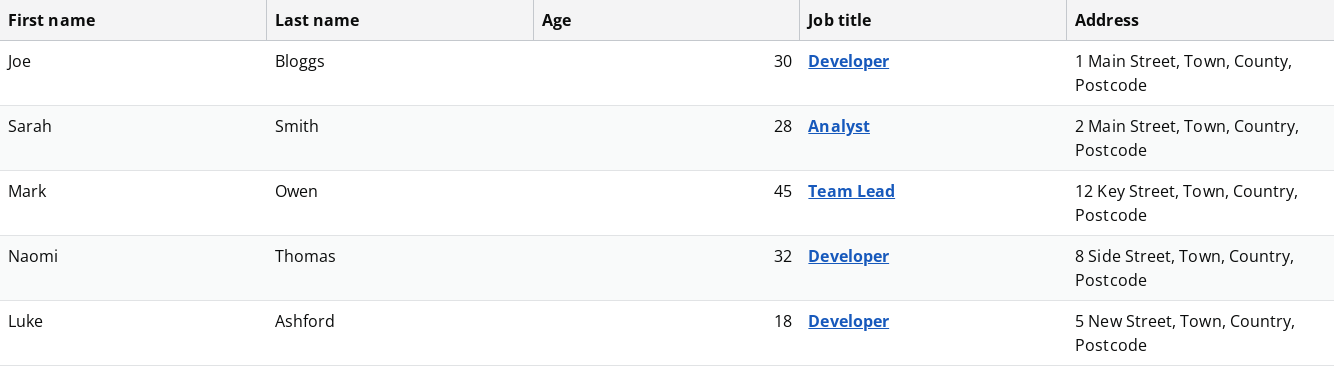 First name Last name Age Job title Address
Joe Bloggs 30 Developer 1 Main Street, Town, County,
Postcode
Sarah Smith 28 Analyst 2 Main Street, Town, Country,
Postcode
Mark Owen 45 Team Lead 12 Key Street, Town, Country,
Postcode
Naomi Thomas 32 Developer 8 Side Street, Town, Country,
Postcode
Luke Ashford 18 Developer 5 New Street, Town, Country,
Postcode